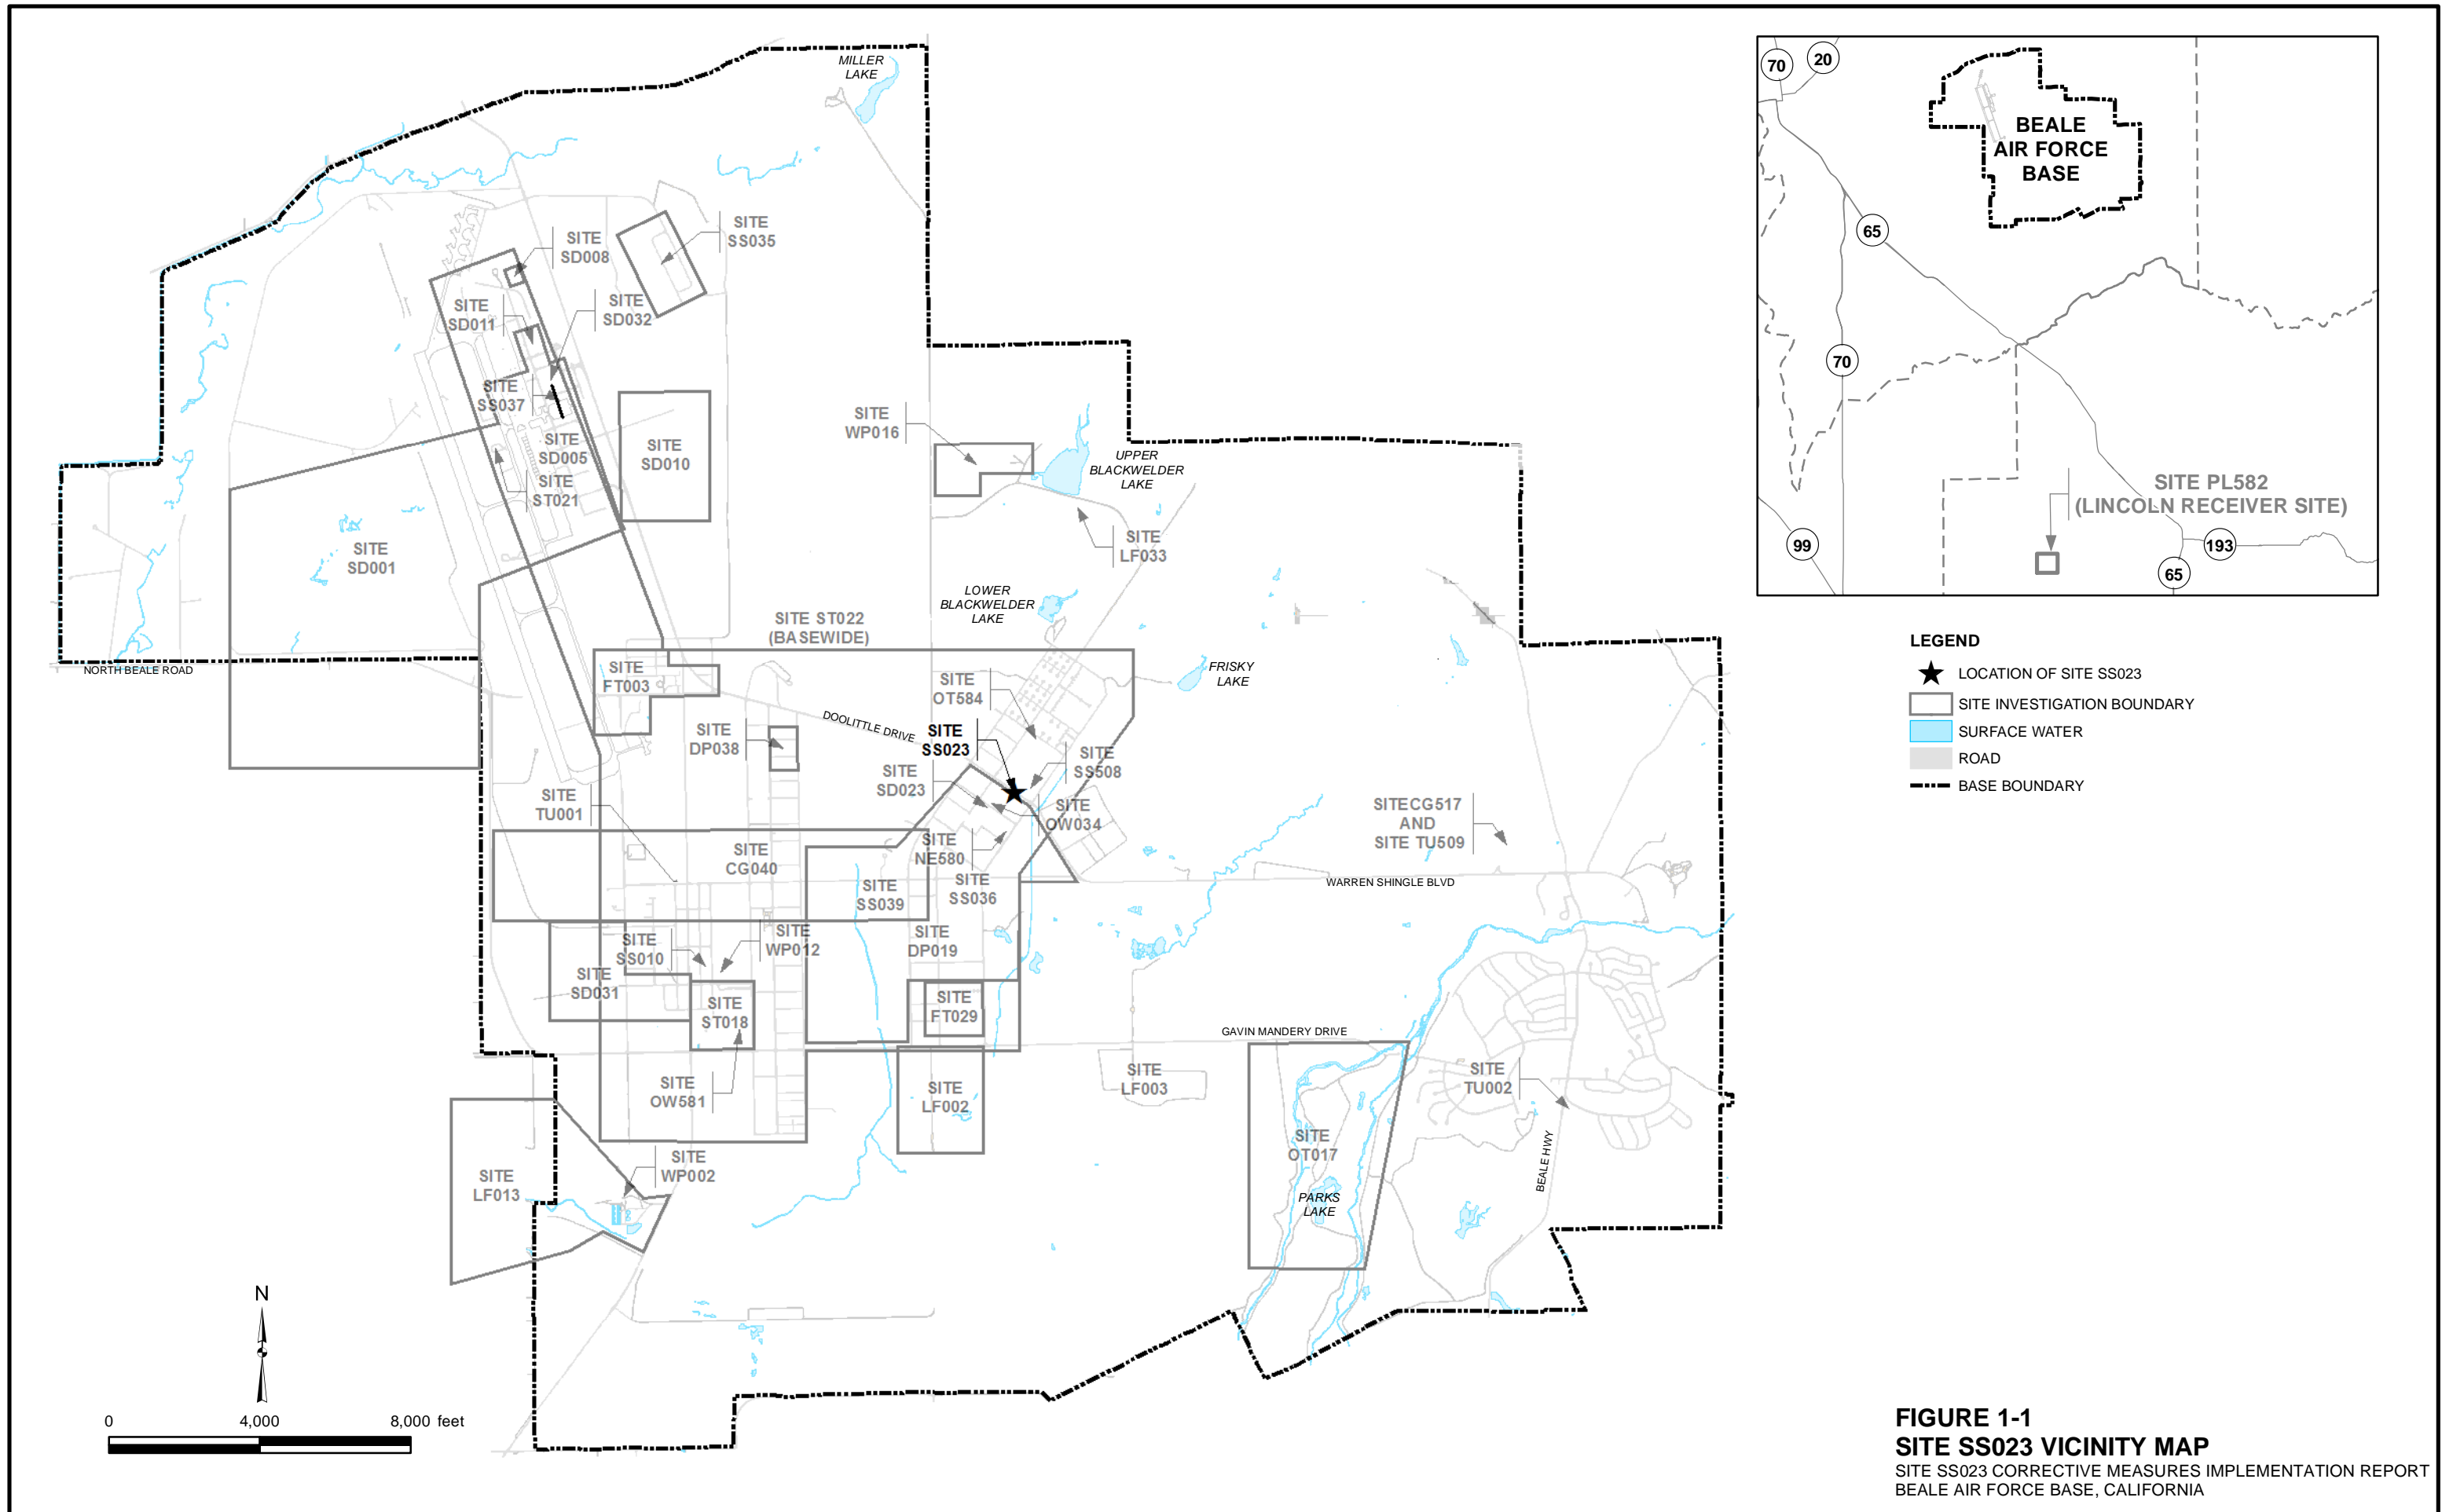 MILLER
LAKE
SITE
SS035
SITE
SD008
SITE
SD011
SITE
SD032
SITE
SS037
SITE
SD005
SITE
SD010
SITE
ST021
SITE
SD001
SITE
WP016
UPPER
BLACKWELDER
LAKE
SITE
LF033
LOWER
BLACKWELDER
LAKE
SITE ST022
(BASEWIDE)
NORTH BEALE ROAD
SITE
FT003
FRISKY
LAKE
SITE
OT584
DOOLITTLE DRIVE
SITE
SS023
SITE
DP038
SITE
SS508
SITE
SD023
SITE
TU001
SITE
OW034
SITECG517
AND
SITE TU509
SITE
NE580
SITE
CG040
SITE
SS039
SITE
SS036
WARREN SHINGLE BLVD
SITE
DP019
SITE
WP012
SITE
SS010
SITE
SD031
SITE
ST018
SITE
FT029
GAVIN MANDERY DRIVE
SITE
OW581
SITE
LF002
SITE
LF003
SITE
TU002
SITE
OT017
BEALE HWY
SITE
WP002
SITE
LF013
PARKS
LAKE
N
0 4,000 8,000 feet
70
20
BEALE
AIR FORCE
BASE
65
70
SITE PL582
(LINCOLN RECEIVER SITE)
99
193
65
LEGEND
LOCATION OF SITE SS023
SITE INVESTIGATION BOUNDARY
SURFACE WATER
ROAD
BASE BOUNDARY
FIGURE 1-1
SITE SS023 VICINITY MAP
SITE SS023 CORRECTIVE MEASURES IMPLEMENTATION REPORT
BEALE AIR FORCE BASE, CALIFORNIA